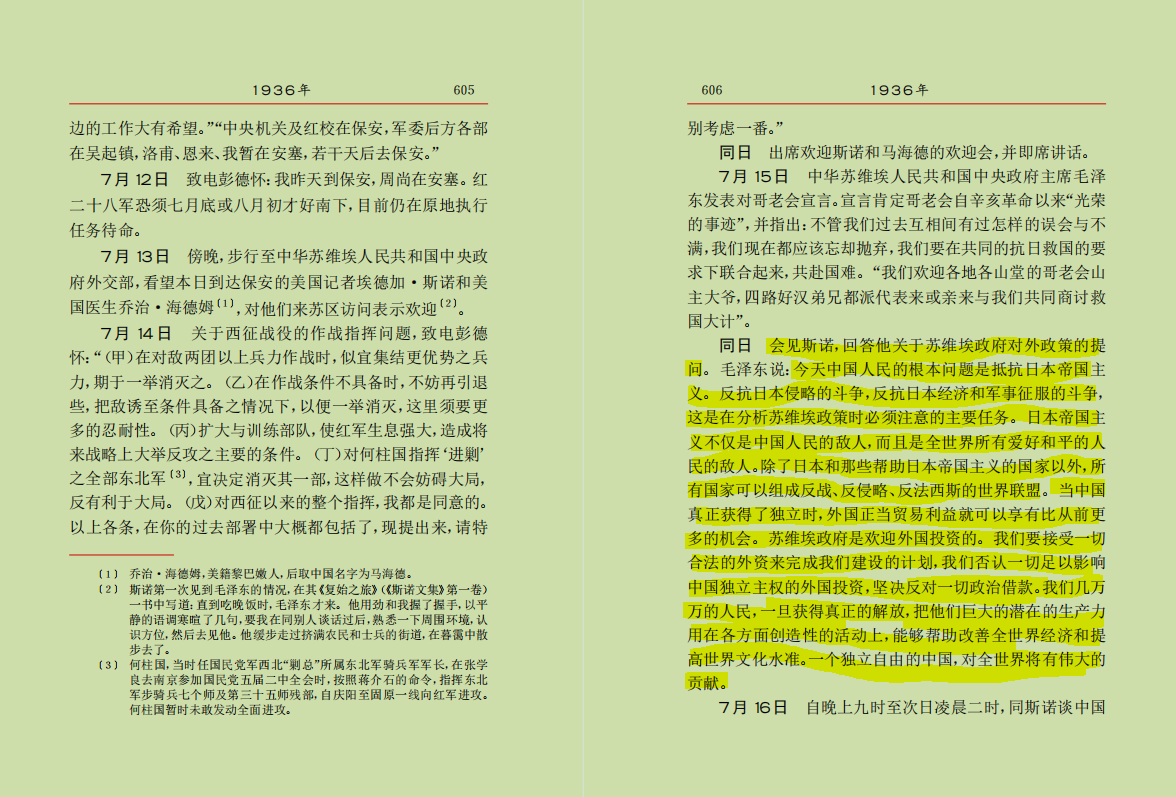 1936年 605
边的工作大有希望。”“中央机关及红校在保安，军委后方各部
在吴起镇，洛甫、恩来、我暂在安塞，若干天后去保安。”
7月12日 致电彭德怀：我昨天到保安，周尚在安塞。红
二十八军恐须七月底或八月初才好南下，目前仍在原地执行
任务待命。
7月13日 傍晚，步行至中华苏维埃人民共和国中央政
府外交部，看望本日到达保安的美国记者埃德加·斯诺和美
国医生乔治·海德姆〔1〕，对他们来苏区访问表示欢迎〔2〕。
7月14日 关于西征战役的作战指挥问题，致电彭德
怀：“（甲）在对敌两团以上兵力作战时，似宜集结更优势之兵
力，期于一举消灭之。（乙）在作战条件不具备时，不妨再引退
些，把敌诱至条件具备之情况下，以便一举消灭，这里须要更
多的忍耐性。（丙）扩大与训练部队，使红军生息强大，造成将
来战略上大举反攻之主要的条件。（丁）对何柱国指挥‘进剿’
之全部东北军〔3〕，宜决定消灭其一部，这样做不会妨碍大局，
反有利于大局。（戊）对西征以来的整个指挥，我都是同意的。
以上各条，在你的过去部署中大概都包括了，现提出来，请特
〔1〕 乔治·海德姆，美籍黎巴嫩人，后取中国名字为马海德。
〔2〕 斯诺第一次见到毛泽东的情况，在其《复始之旅》（《斯诺文集》第一卷）
一书中写道：直到吃晚饭时，毛泽东才来。他用劲和我握了握手，以平
静的语调寒暄了几句，要我在同别人谈话过后，熟悉一下周围环境，认
识方位，然后去见他。他缓步走过挤满农民和士兵的街道，在暮霭中散
步去了。
〔3〕 何柱国，当时任国民党军西北“剿总”所属东北军骑兵军军长，在张学
良去南京参加国民党五届二中全会时，按照蒋介石的命令，指挥东北
军步骑兵七个师及第三十五师残部，自庆阳至固原一线向红军进攻。
何柱国暂时未敢发动全面进攻。
606 1936年
别考虑一番。”
同日 出席欢迎斯诺和马海德的欢迎会，并即席讲话。
7月15日 中华苏维埃人民共和国中央政府主席毛泽
东发表对哥老会宣言。宣言肯定哥老会自辛亥革命以来“光荣
的事迹”，并指出：不管我们过去互相间有过怎样的误会与不
满，我们现在都应该忘却抛弃，我们要在共同的抗日救国的要
求下联合起来，共赴国难。“我们欢迎各地各山堂的哥老会山
主大爷，四路好汉弟兄都派代表来或亲来与我们共同商讨救
国大计”。
同日 会见斯诺，回答他关于苏维埃政府对外政策的提
问。毛泽东说：今天中国人民的根本问题是抵抗日本帝国主
义。反抗日本侵略的斗争，反抗日本经济和军事征服的斗争，
这是在分析苏维埃政策时必须注意的主要任务。日本帝国主
义不仅是中国人民的敌人，而且是全世界所有爱好和平的人
民的敌人。除了日本和那些帮助日本帝国主义的国家以外，所
有国家可以组成反战、反侵略、反法西斯的世界联盟。当中国
真正获得了独立时，外国正当贸易利益就可以享有比从前更
多的机会。苏维埃政府是欢迎外国投资的。我们要接受一切
合法的外资来完成我们建设的计划，我们否认一切足以影响
中国独立主权的外国投资，坚决反对一切政治借款。我们几万
万的人民，一旦获得真正的解放，把他们巨大的潜在的生产力
用在各方面创造性的活动上，能够帮助改善全世界经济和提
高世界文化水准。一个独立自由的中国，对全世界将有伟大的
贡献。
7月16日 自晚上九时至次日凌晨二时，同斯诺谈中国